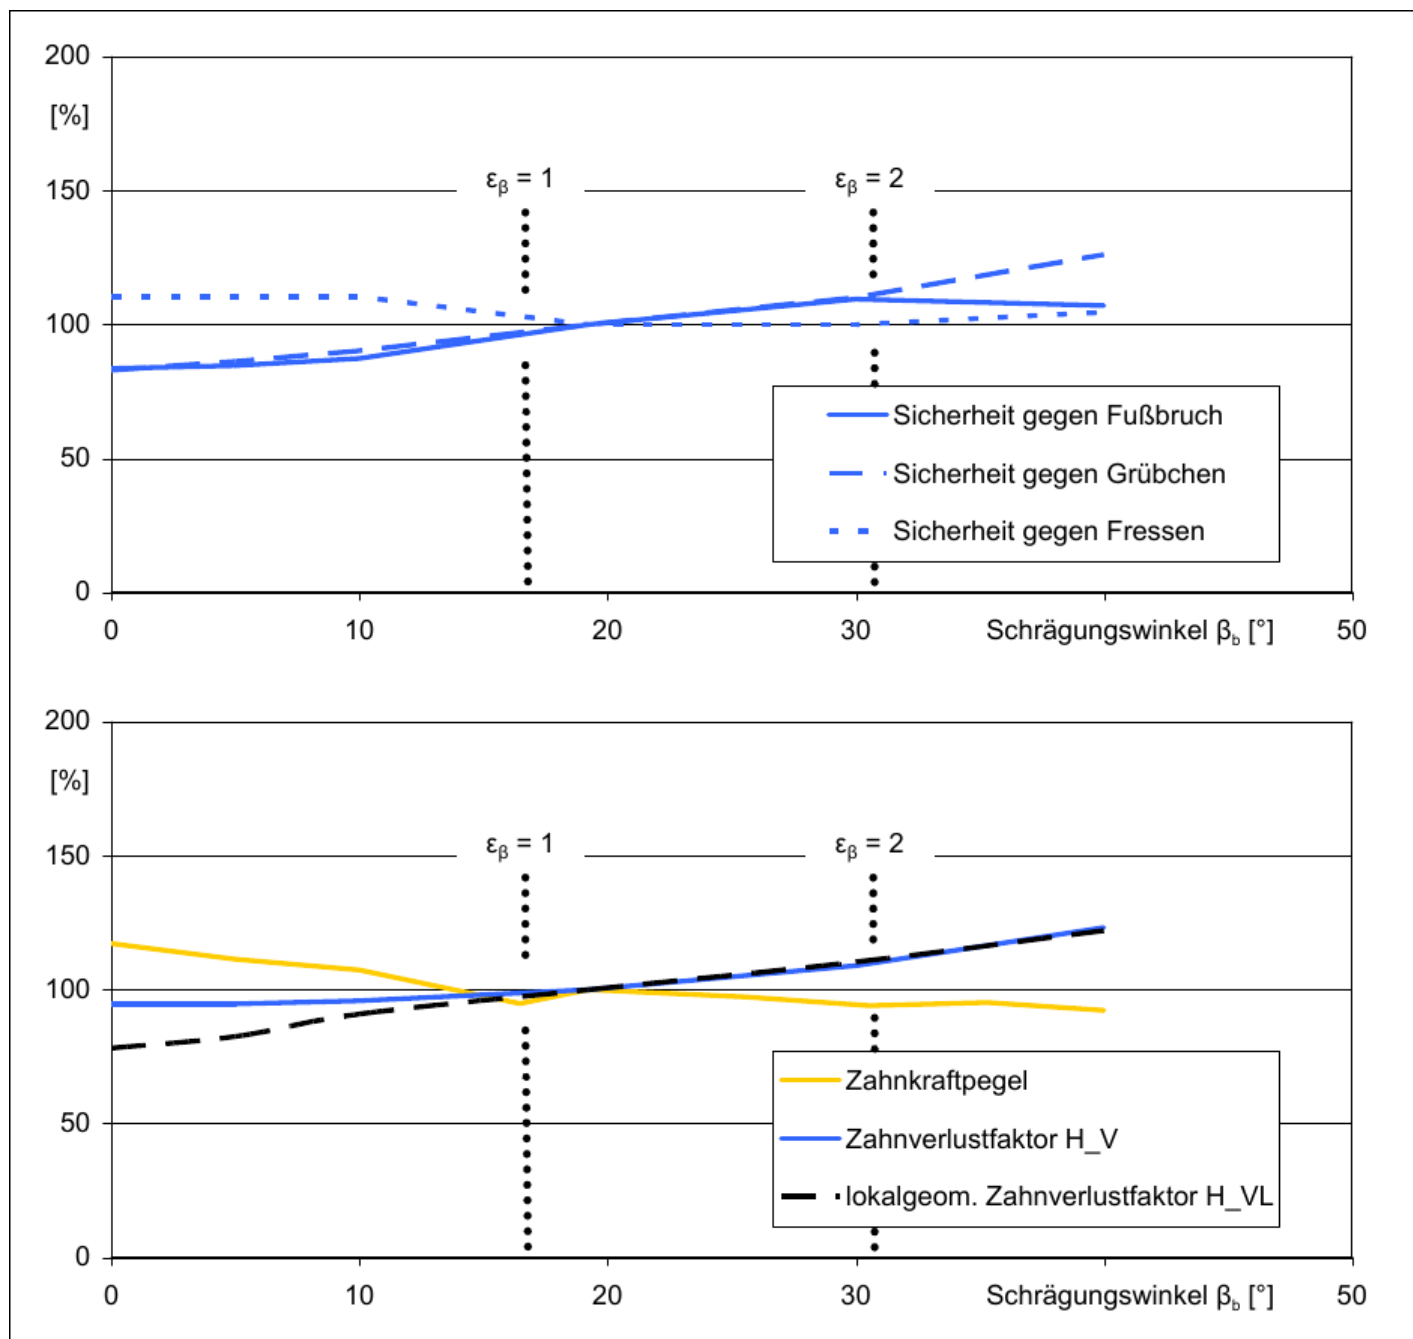 200
[%]
150
εβ = 1
εβ = 2
100
Sicherheit gegen Fußbruch
50
Sicherheit gegen Grübchen
Sicherheit gegen Fressen
0
0 10 20 30 Schrägungswinkel βb [°] 50
200
[%]
150
εβ = 1
εβ = 2
100
Zahnkraftpegel
50
Zahnverlustfaktor H_V
lokalgeom. Zahnverlustfaktor H_VL
0
0 10 20 30 Schrägungswinkel βb [°] 50